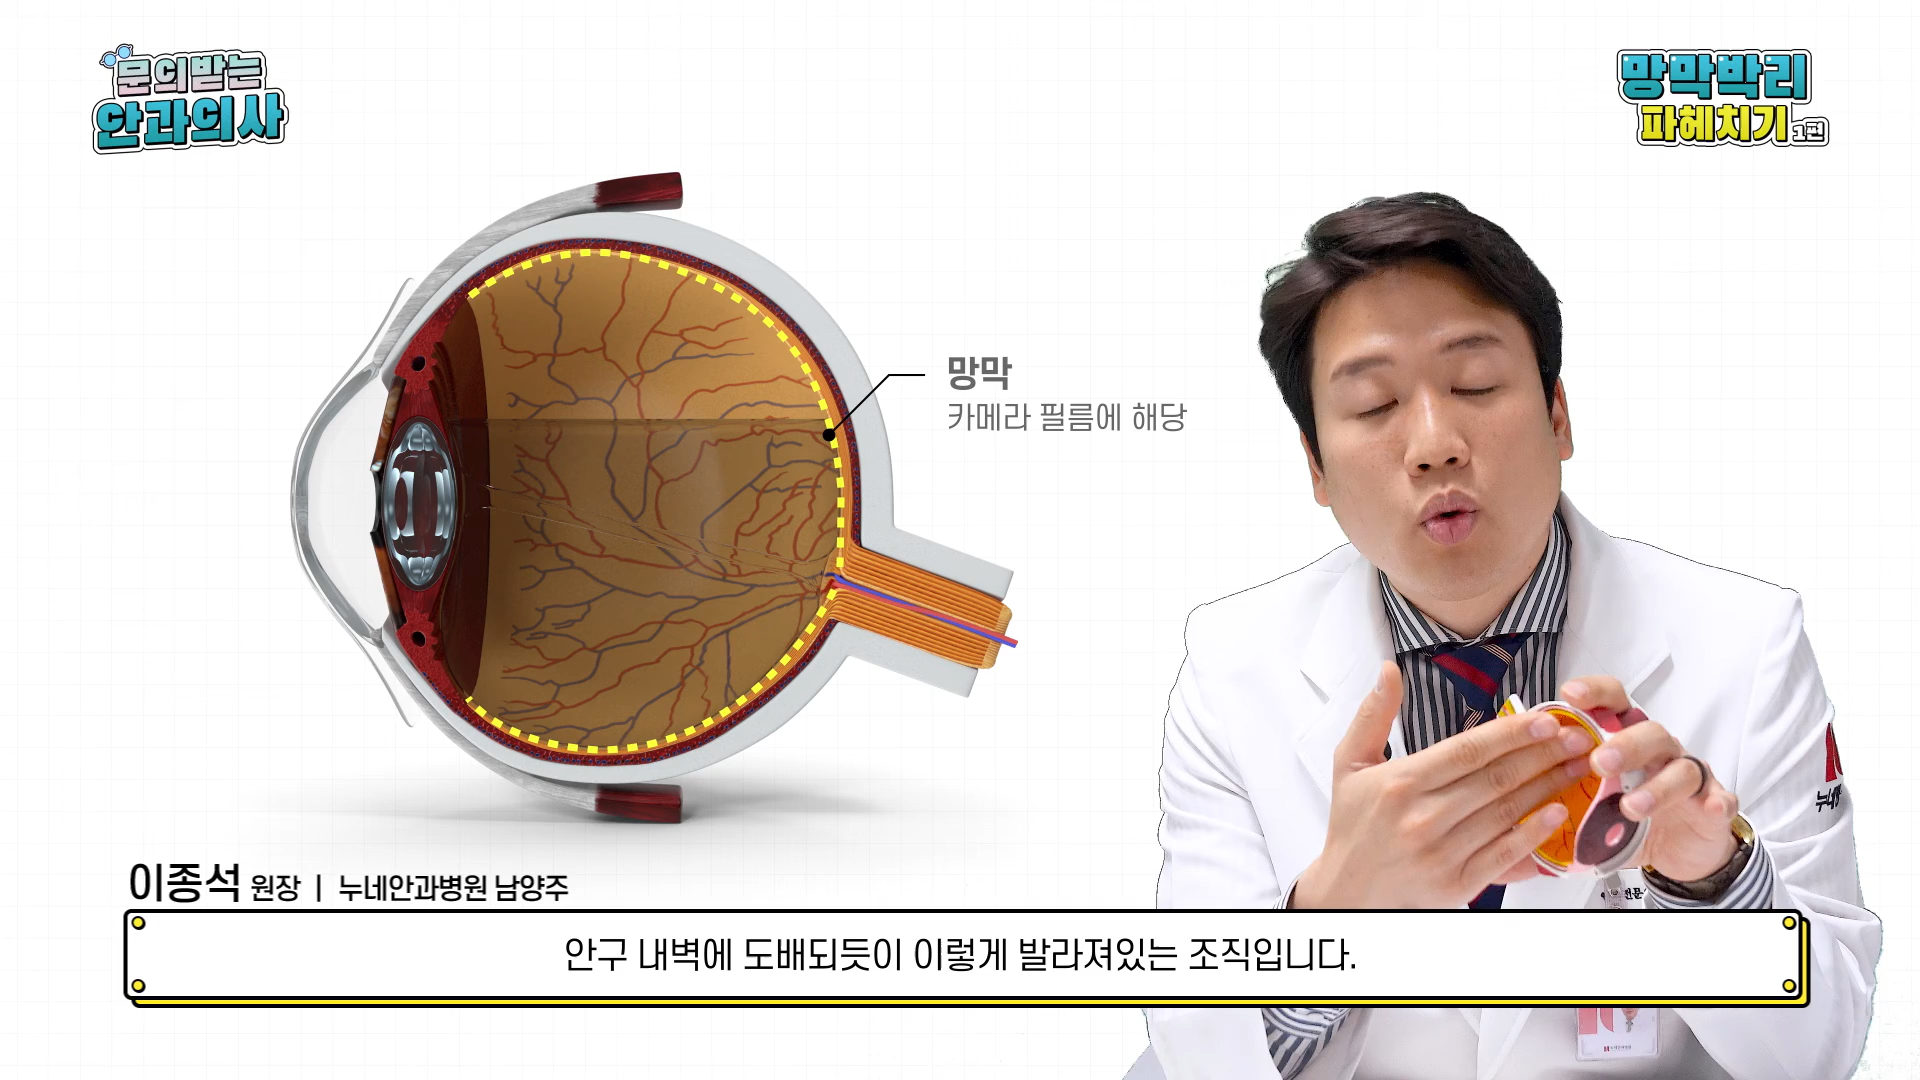 문의받는
안과의사
망막박리
파헤치기 1편
망막
카메라 필름에 해당
이종석 원장 | 누네안과병원 남양주
안구 내벽에 도배되듯이 이렇게 발라져있는 조직입니다.